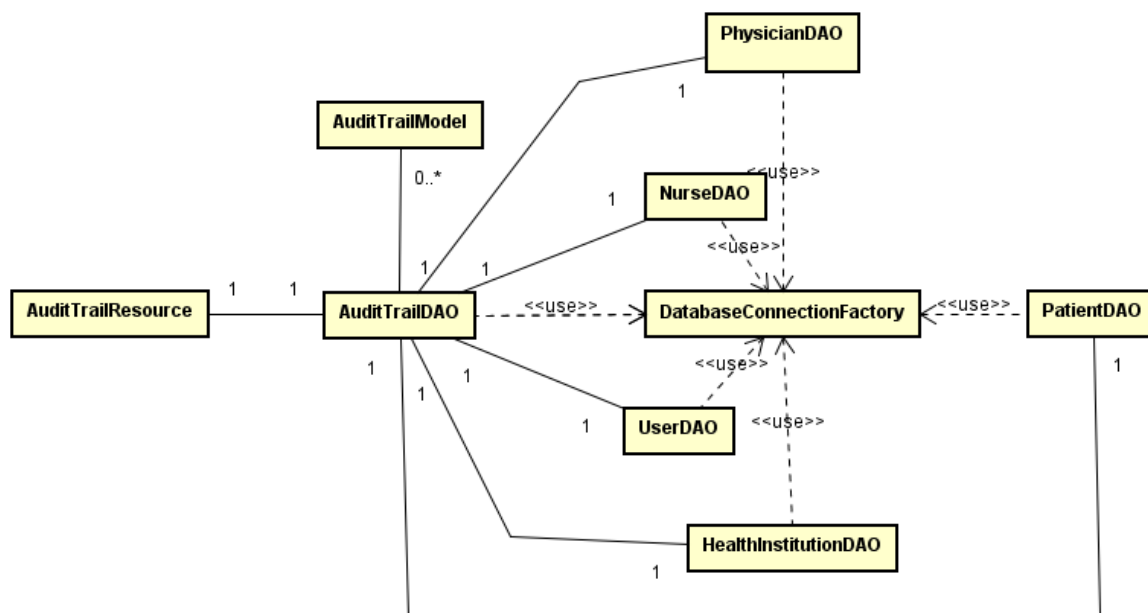 PhysicianDAO
1
AuditTrailModel
0..*
<<use>>
1
NurseDAO
<<use>>
1
1
1
1
AuditTrailResource
AuditTrailDAO
<<use>>
DatabaseConnectionFactory
<<use>>
PatientDAO
1
1
1
1
<<use>>
1
UserDAO
<<use>>
HealthInstitutionDAO
1